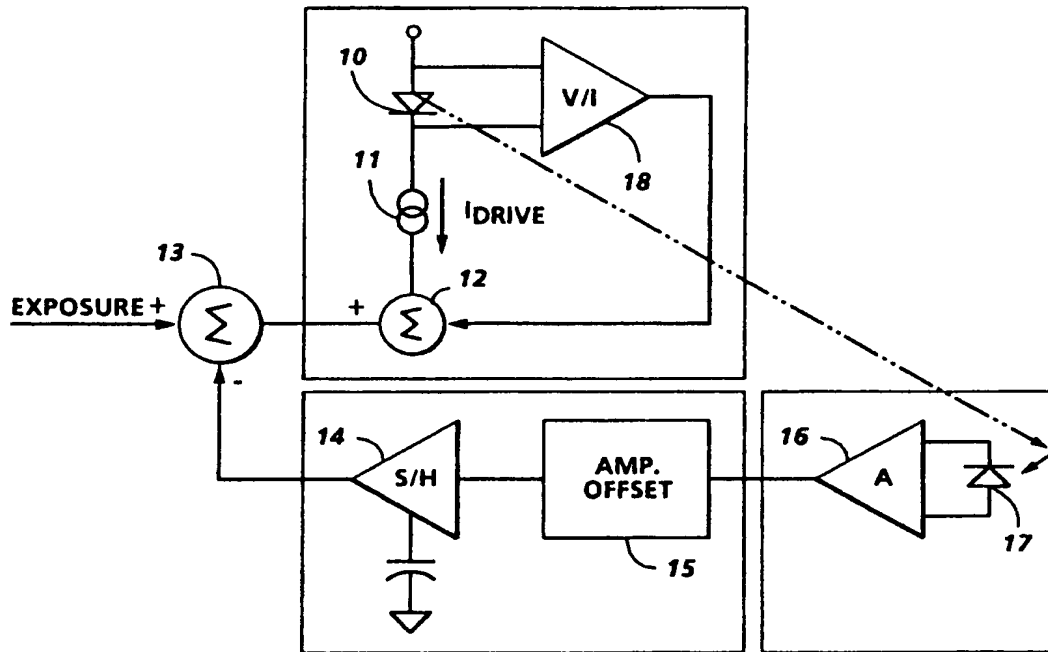 10
V/I
18
11
IDRIVE
13
12
EXPOSURE +
Σ
+
Σ
-
14
S/H
AMP.
OFFSET
15
16
A
17